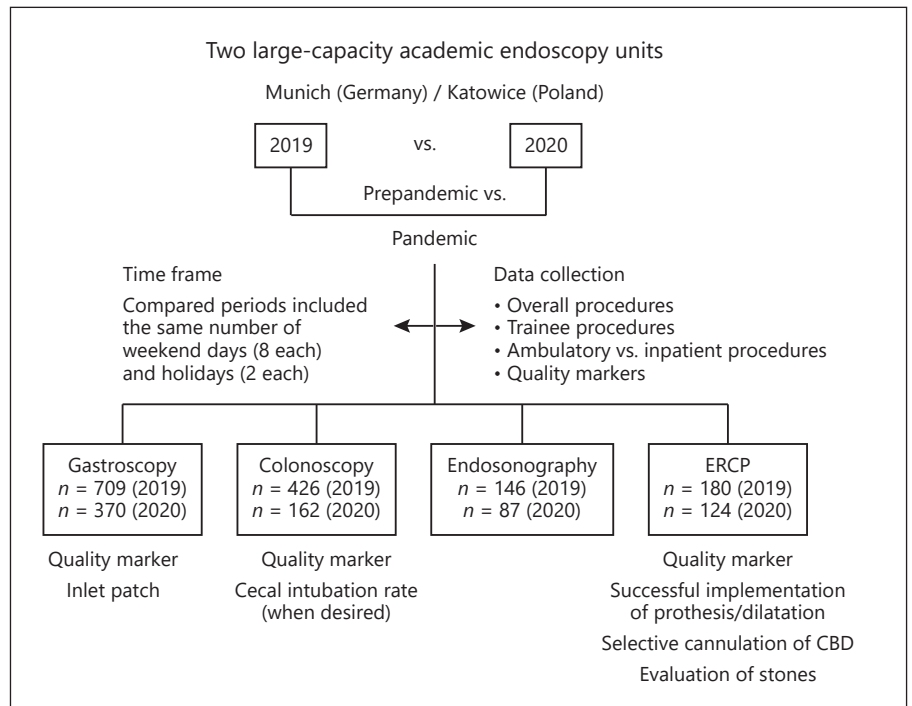 Two large-capacity academic endoscopy units
Munich (Germany) / Katowice (Poland)
2019 vs. 2020
Prepandemic vs.
Pandemic
Time frame
Compared periods included
the same number of
weekend days (8 each)
and holidays (2 each)
Data collection
• Overall procedures
• Trainee procedures
• Ambulatory vs. inpatient procedures
• Quality markers
Gastroscopy
n = 709 (2019)
n = 370 (2020)
Quality marker
Inlet patch
Colonoscopy
n = 426 (2019)
n = 162 (2020)
Quality marker
Cecal intubation rate
(when desired)
Endosonography
n = 146 (2019)
n = 87 (2020)
ERCP
n = 180 (2019)
n = 124 (2020)
Quality marker
Successful implementation
of prothesis/dilatation
Selective cannulation of CBD
Evaluation of stones